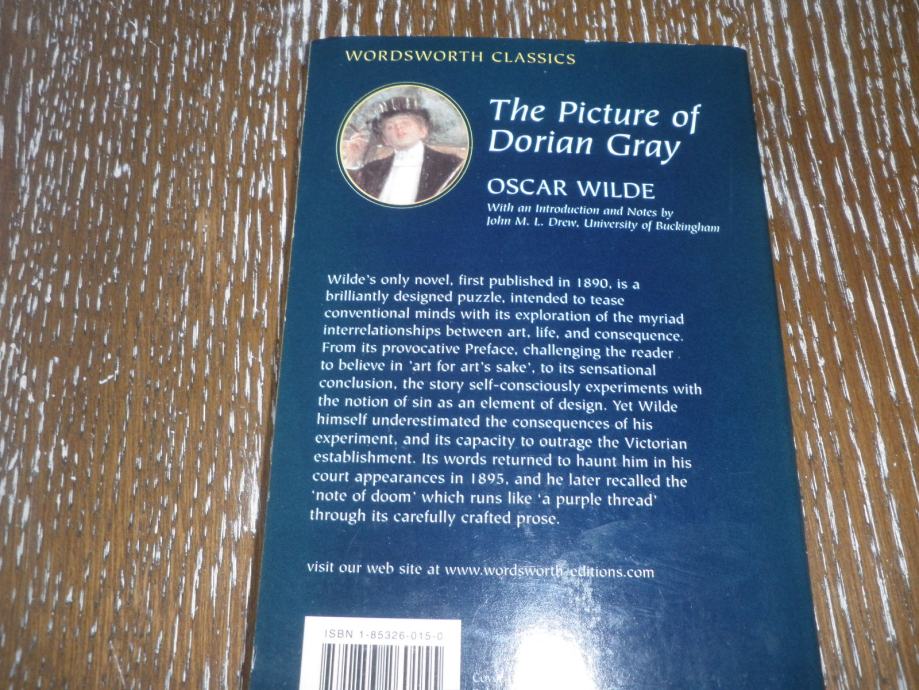 WORDSWORTH CLASSICS
The Picture of
Dorian Gray
OSCAR WILDE
With an Introduction and Notes by
John M. L. Drew, University of Buckingham
Wilde's only novel, first published in 1890, is a
brilliantly designed puzzle, intended to tease
conventional minds with its exploration of the myriad
interrelationships between art, life, and consequence.
From its provocative Preface, challenging the reader
to believe in 'art for art's sake', to its sensational
conclusion, the story self-consciously experiments with
the notion of sin as an element of design. Yet Wilde
himself underestimated the consequences of his
experiment, and its capacity to outrage the Victorian
establishment. Its words returned to haunt him in his
court appearances in 1895, and he later recalled the
'note of doom' which runs like 'a purple thread'
through its carefully crafted prose.
visit our web site at www.wordsworth-editions.com
ISBN 1-85326-015-0